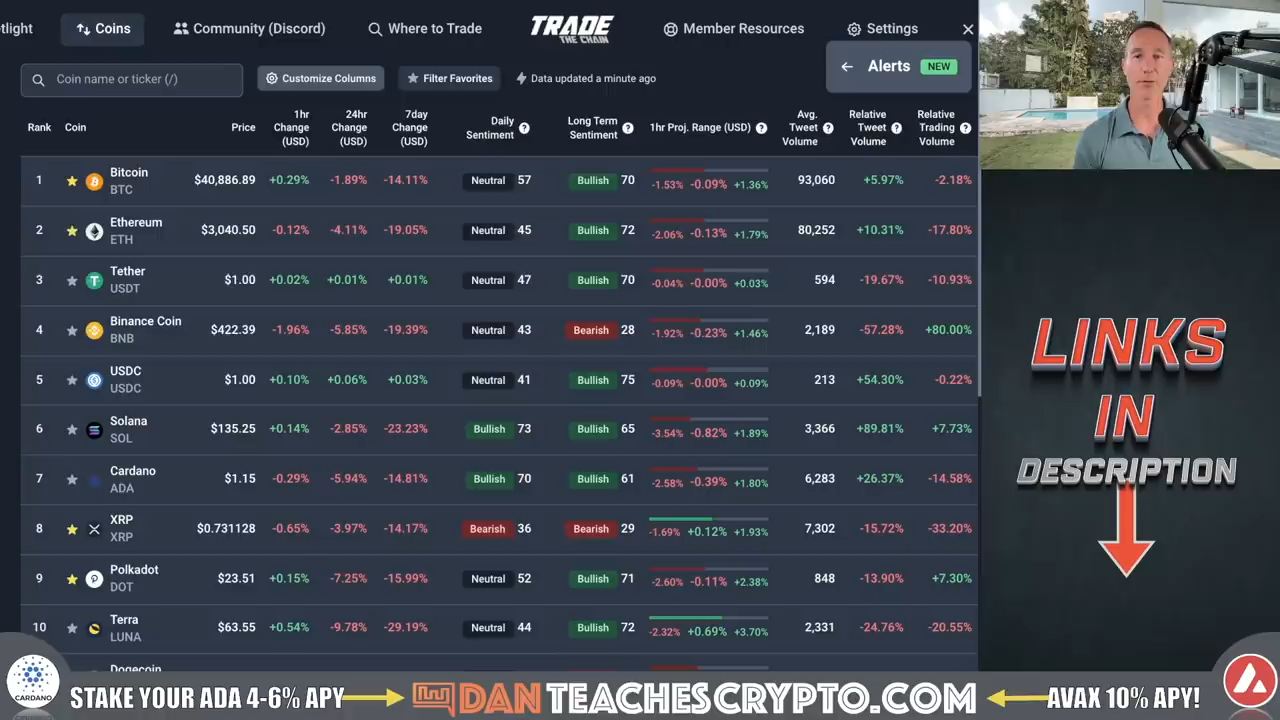 tlight
Coins
Community (Discord)
Where to Trade
TRADE
THE CHAIN
Member Resources
Settings
Coin name or ticker (/)
Customize Columns
Filter Favorites
Data updated a minute ago
Alerts NEW
Rank Coin Price 1hr Change (USD) 24hr Change (USD) 7day Change (USD) Daily Sentiment ? Long Term Sentiment ? 1hr Proj. Range (USD) ? Avg. Tweet Volume ? Relative Tweet Volume ? Relative Trading Volume ?
1 Bitcoin BTC $40,886.89 +0.29% -1.89% -14.11% Neutral 57 Bullish 70 -1.53% -0.09% +1.36% 93,060 +5.97% -2.18%
2 Ethereum ETH $3,040.50 -0.12% -4.11% -19.05% Neutral 45 Bullish 72 -2.06% -0.13% +1.79% 80,252 +10.31% -17.80%
3 Tether USDT $1.00 +0.02% +0.01% +0.01% Neutral 47 Bullish 70 -0.04% -0.00% +0.03% 594 -19.67% -10.93%
4 Binance Coin BNB $422.39 -1.96% -5.85% -19.39% Neutral 43 Bearish 28 -1.92% -0.23% +1.46% 2,189 -57.28% +80.00%
5 USDC USDC $1.00 +0.10% +0.06% +0.03% Neutral 41 Bullish 75 -0.09% -0.00% +0.09% 213 +54.30% -0.22%
6 Solana SOL $135.25 +0.14% -2.85% -23.23% Bullish 73 Bullish 65 -3.54% -0.82% +1.89% 3,366 +89.81% +7.73%
7 Cardano ADA $1.15 -0.29% -5.94% -14.81% Bullish 70 Bullish 61 -2.58% -0.39% +1.80% 6,283 +26.37% -14.58%
8 XRP XRP $0.731128 -0.65% -3.97% -14.17% Bearish 36 Bearish 29 -1.69% +0.12% +1.93% 7,302 -15.72% -33.20%
9 Polkadot DOT $23.51 +0.15% -7.25% -15.99% Neutral 52 Bullish 71 -2.60% -0.11% +2.38% 848 -13.90% +7.30%
10 Terra LUNA $63.55 +0.54% -9.78% -29.19% Neutral 44 Bullish 72 -2.32% +0.69% +3.70% 2,331 -24.76% -20.55%
Dogecoin
LINKS
IN
DESCRIPTION
CARDANO
STAKE YOUR ADA 4-6% APY
DANTEACHESCRYPTO.COM
AVAX 10% APY!